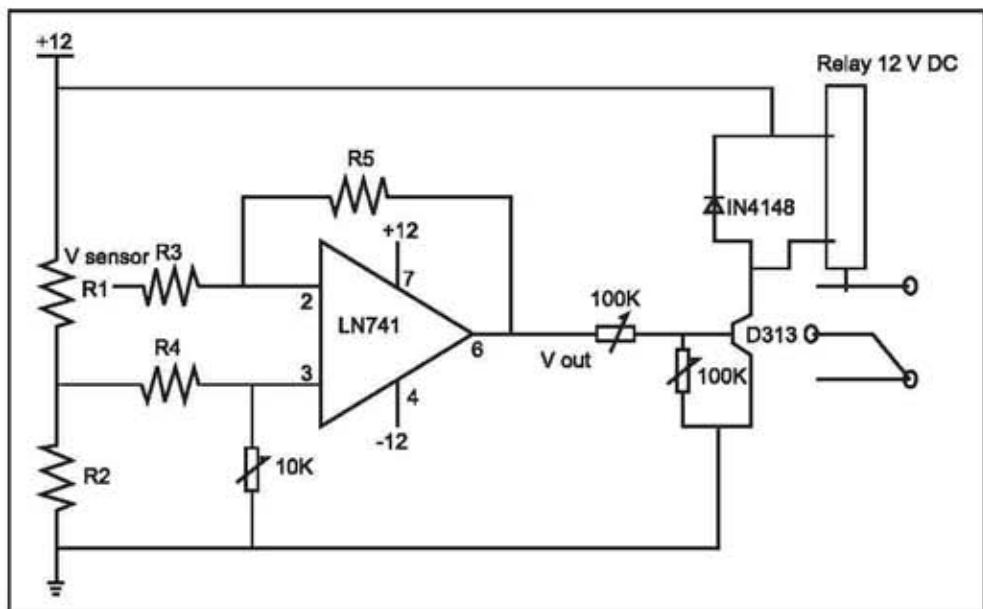 +12
Relay 12 V DC
R5
IN4148
+12
V sensor
R3
R1
7
2
100K
LN741
D313
R4
6
V out
3
100K
4
-12
R2
10K